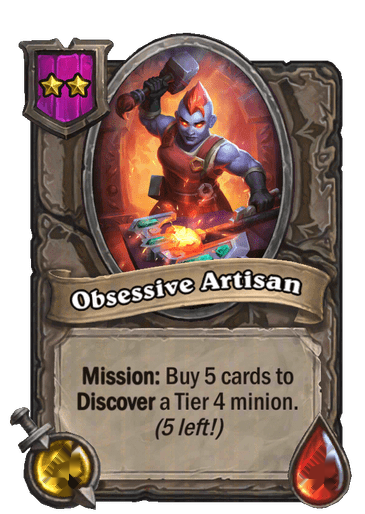 Obsessive Artisan
Mission: Buy 5 cards to
Discover a Tier 4 minion.
(5 left!)